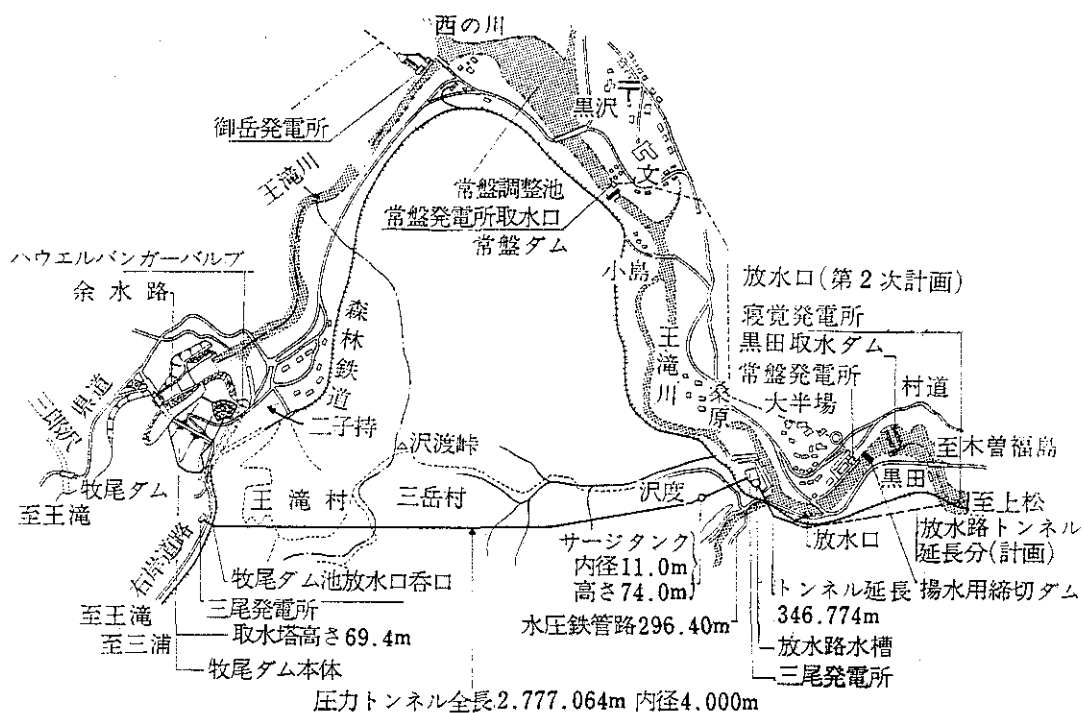 西の川
御岳発電所
黒沢
文
王滝川
常盤調整池
常盤発電所取水口
常盤ダム
ハウエルバンガーバルブ
余水路
小島
放水口(第2次計画)
寝覚発電所
黒田取水ダム
常盤発電所
大半場
村道
森林鉄道
王滝川
桑原
県道
三郎沢
二子持
沢渡峠
至木曽福島
黒田
牧尾ダム
王滝村
三岳村
沢度
至上松
至王滝
放水口
放水路トンネル
延長分(計画)
右岸道路
サージタンク
内径11.0m
高さ74.0m
牧尾ダム池放水口呑口
トンネル延長
346.774m
揚水用締切ダム
三尾発電所
至王滝
至三浦
取水塔高さ69.4m
水圧鉄管路296.40m
放水路水槽
牧尾ダム本体
三尾発電所
圧力トンネル全長2.777.064m 内径4.000m